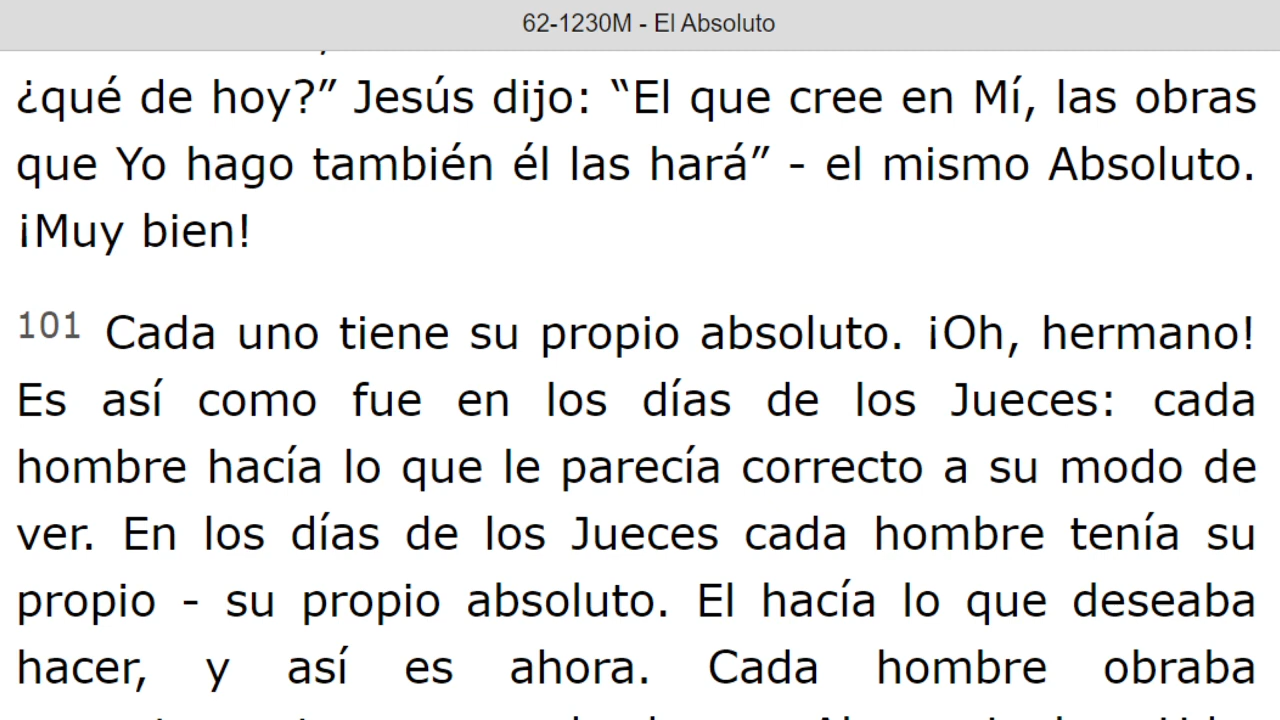 62-1230M - El Absoluto
¿qué de hoy?” Jesús dijo: “El que cree en Mí, las obras
que Yo hago también él las hará” - el mismo Absoluto.
¡Muy bien!
101 Cada uno tiene su propio absoluto. ¡Oh, hermano!
Es así como fue en los días de los Jueces: cada
hombre hacía lo que le parecía correcto a su modo de
ver. En los días de los Jueces cada hombre tenía su
propio - su propio absoluto. El hacía lo que deseaba
hacer, y así es ahora. Cada hombre obraba